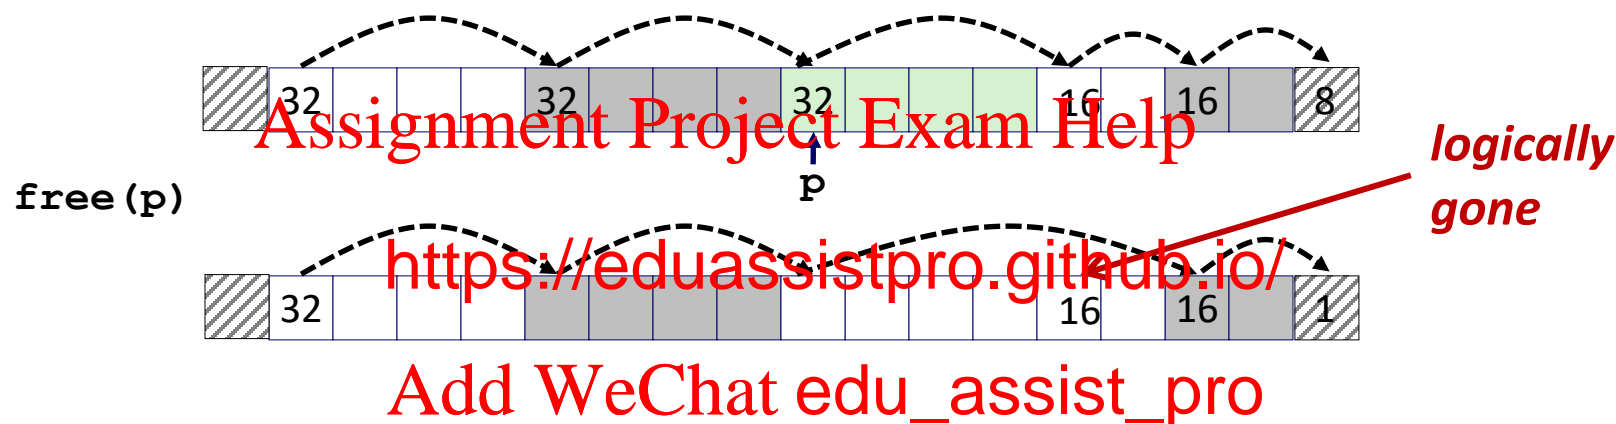 32 32 32 16 16 8
Assignment Project Exam Help
logically
gone
p
free(p)
https://eduassistpro.github.io/
32 16 16 1
Add WeChat edu_assist_pro